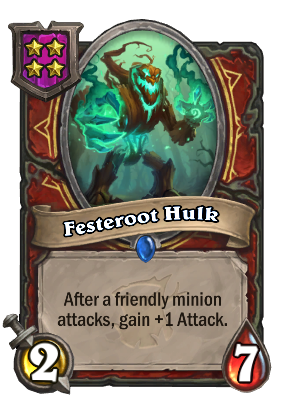 Festeroot Hulk
After a friendly minion
attacks, gain +1 Attack.
2
7